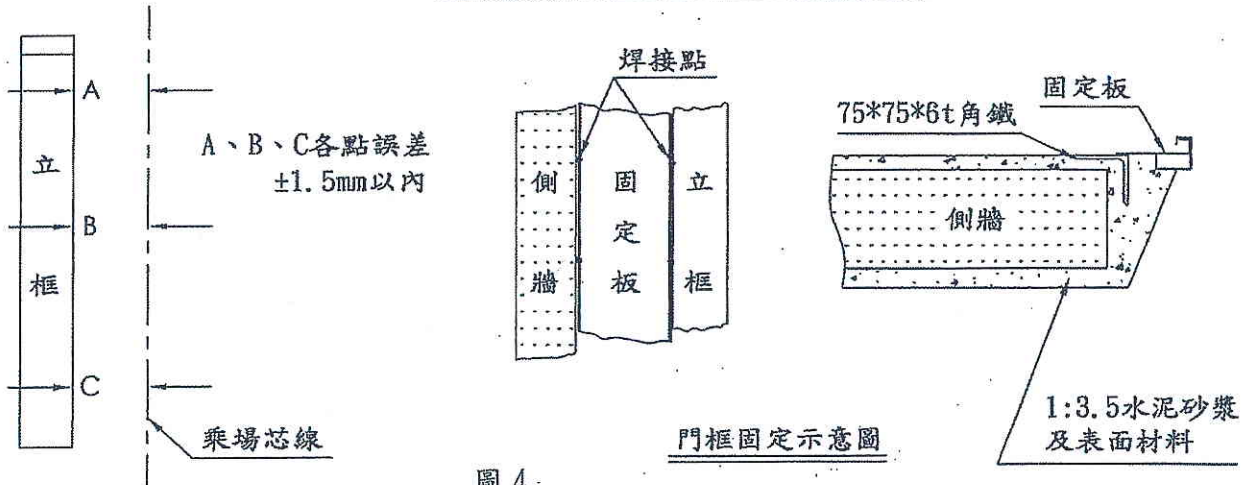 立
框
A
B
C
A、B、C各點誤差
±1.5mm以內
乘場芯線
焊接點
側
牆
固
定
板
立
框
75*75*6t角鐵
固定板
側牆
1:3.5水泥砂漿
及表面材料
門框固定示意圖
圖4